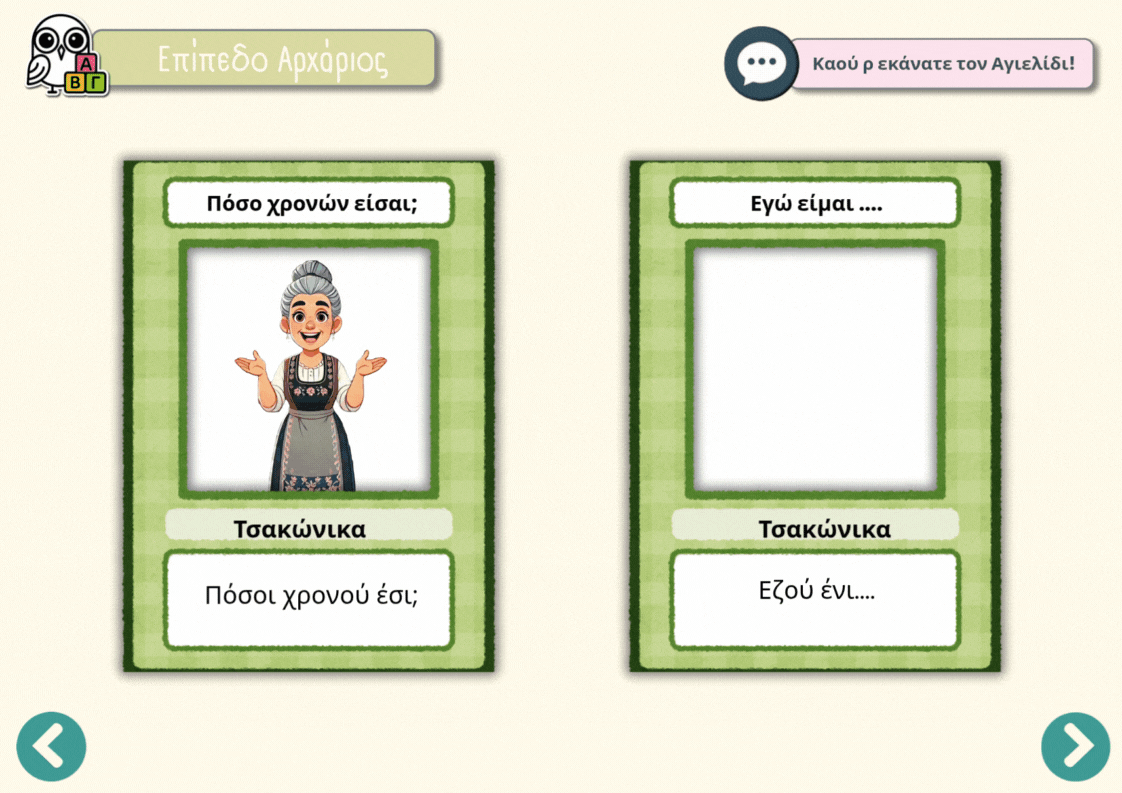 Επίπεδο Αρχάριος
Α
Β Γ
Καού ρ εκάνατε τον Αγιελίδι!
Πόσο χρονών είσαι;
Τσακώνικα
Πόσοι χρονού έσι;
Εγώ είμαι ....
Τσακώνικα
Εζού ένι....